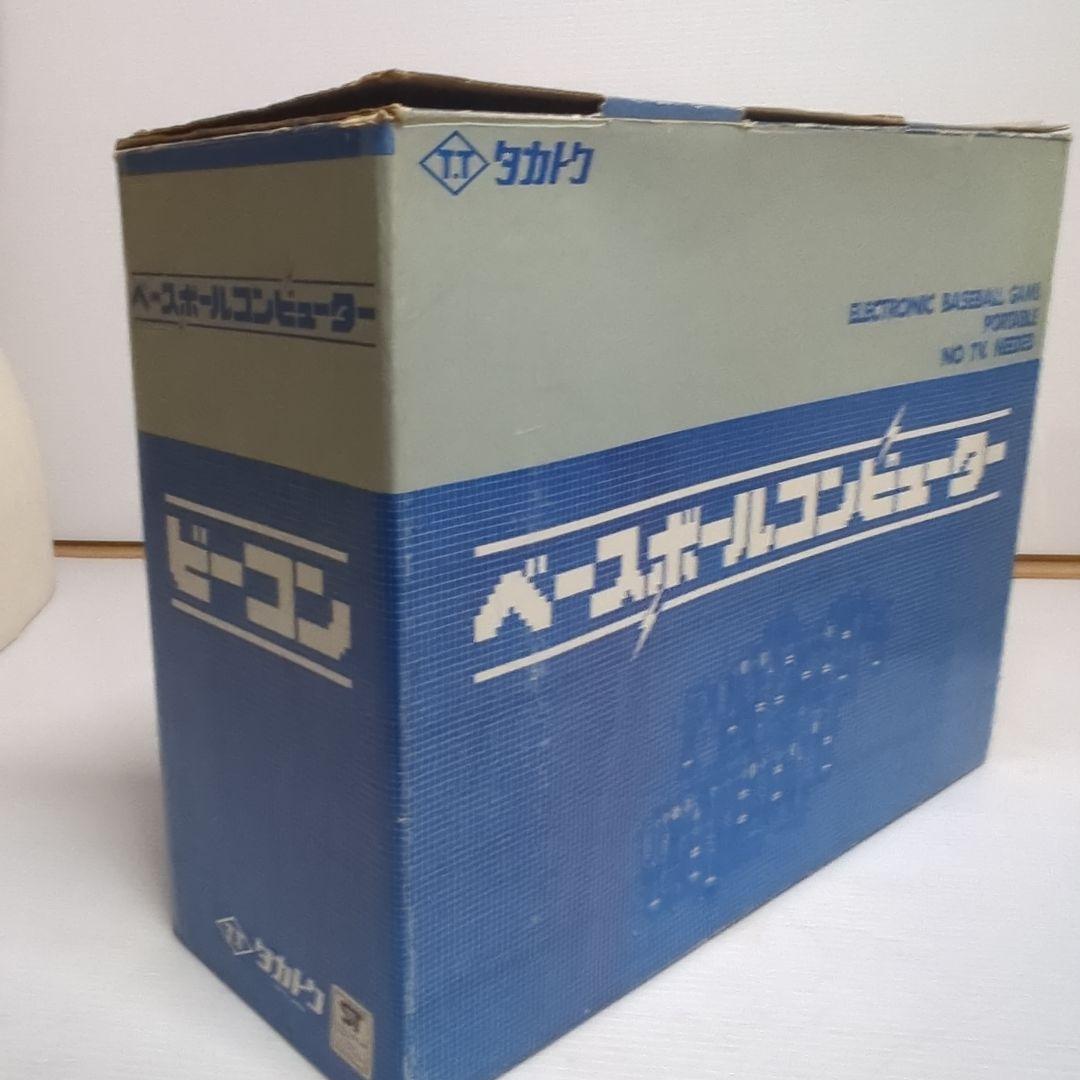 ベースボールコンピューター
ビーコン
T.T タカトク
T.T タカトク
ELECTRONIC BASEBALL GAME
PORTABLE
NO TV. NEEDED
ベースボールコンピューター
ST